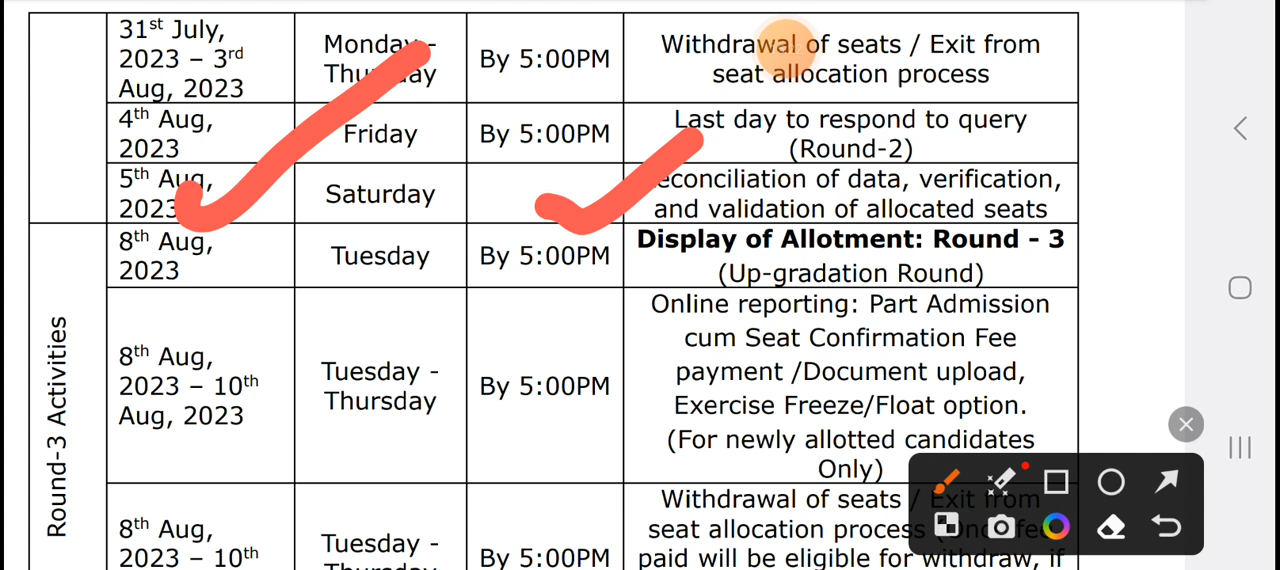 31st July,
2023 – 3rd
Aug, 2023
Monday -
Thursday
By 5:00PM
Withdrawal of seats / Exit from
seat allocation process
4th Aug,
2023
Friday
By 5:00PM
Last day to respond to query
(Round-2)
5th Aug,
2023
Saturday
Reconciliation of data, verification,
and validation of allocated seats
Round-3 Activities
8th Aug,
2023
Tuesday
By 5:00PM
Display of Allotment: Round - 3
(Up-gradation Round)
8th Aug,
2023 – 10th
Aug, 2023
Tuesday -
Thursday
By 5:00PM
Online reporting: Part Admission
cum Seat Confirmation Fee
payment /Document upload,
Exercise Freeze/Float option.
(For newly allotted candidates
Only)
8th Aug,
2023 – 10th
Tuesday -
Thursday
By 5:00PM
Withdrawal of seats / Exit from
seat allocation process (Once fee
paid will be eligible for withdraw, if